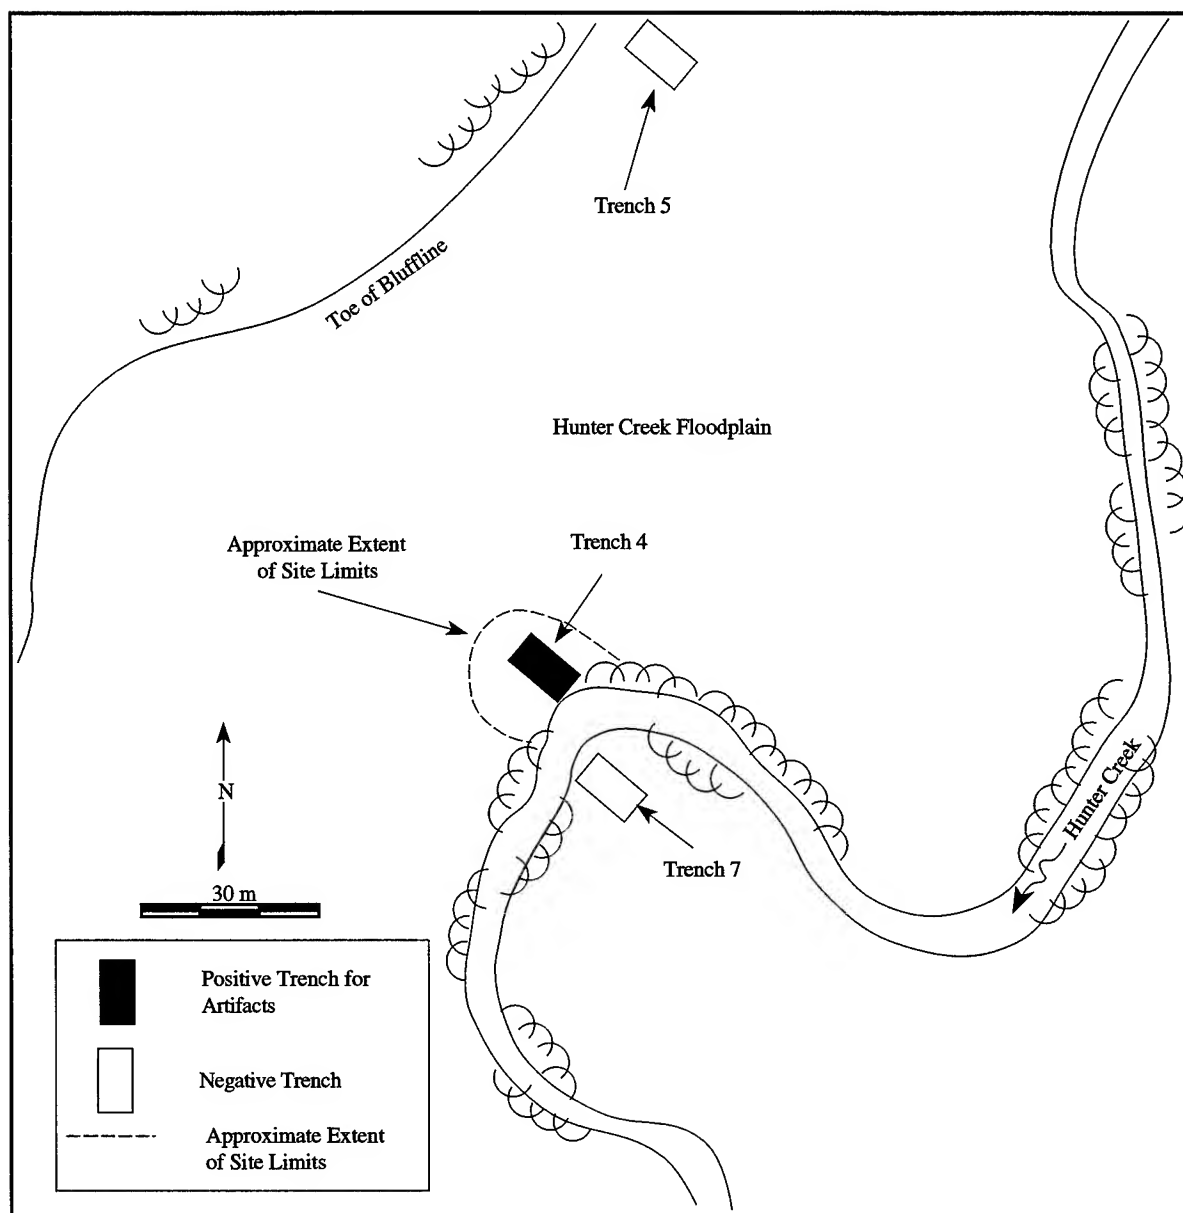 Trench 5
Toe of Bluffline
Hunter Creek Floodplain
Approximate Extent
of Site Limits
Trench 4
Hunter Creek
N
Trench 7
30 m
Positive Trench for
Artifacts
Negative Trench
Approximate Extent
of Site Limits